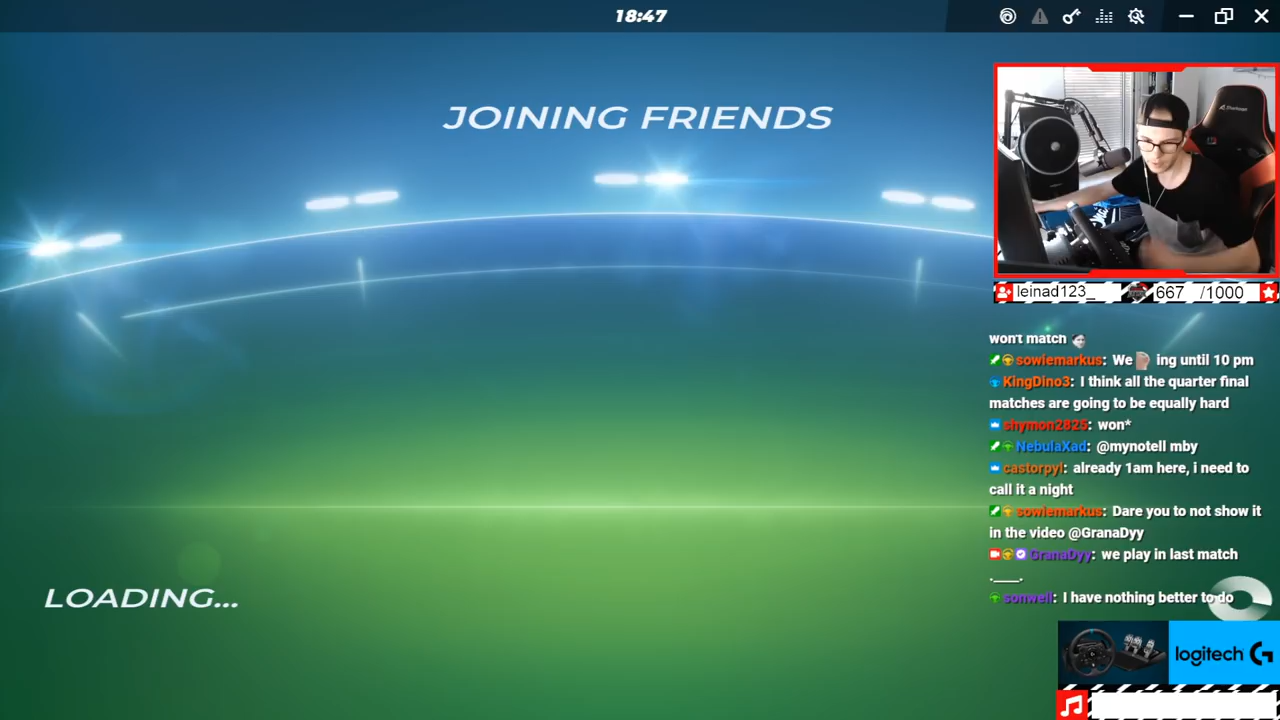 18:47
JOINING FRIENDS
leinad123_ 667 /1000
won't match
sowiemarkus: We ing until 10 pm
KingDino3: I think all the quarter final
matches are going to be equally hard
shymon2825: won*
NebulaXad: @mynotell mby
castorpyl: already 1am here, i need to
call it a night
sowiemarkus: Dare you to not show it
in the video @GranaDyy
GranaDyy: we play in last match
.____.
sonwell: I have nothing better to do
LOADING...
logitech G